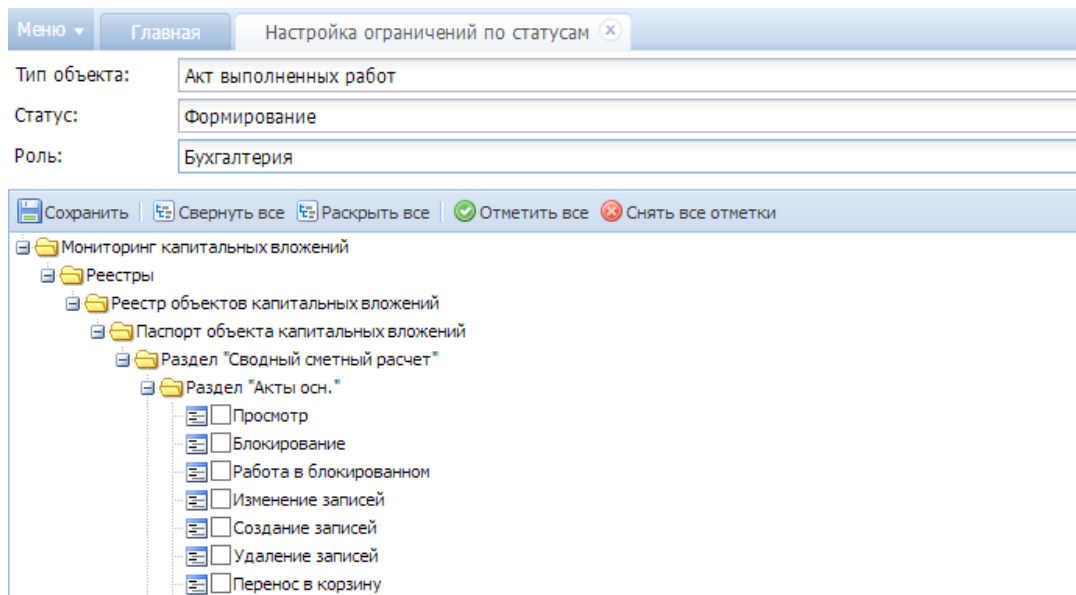 Меню Главная Настройка ограничений по статусам
Тип объекта: Акт выполненных работ
Статус: Формирование
Роль: Бухгалтерия
Сохранить Свернуть все Раскрыть все Отметить все Снять все отметки
Мониторинг капитальных вложений
Реестры
Реестр объектов капитальных вложений
Паспорт объекта капитальных вложений
Раздел "Сводный сметный расчет"
Раздел "Акты осн."
Просмотр
Блокирование
Работа в блокированном
Изменение записей
Создание записей
Удаление записей
Перенос в корзину